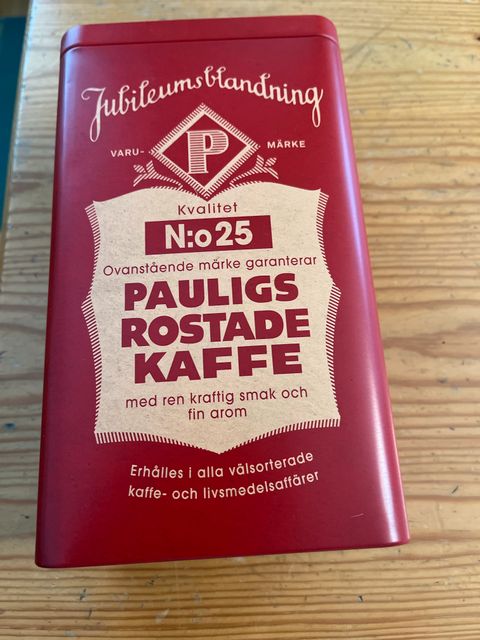 Jubileumsblandning
VARU- P MÄRKE
Kvalitet
N:o 25
Ovanstående märke garanterar
PAULIGS
ROSTADE
KAFFE
med ren kraftig smak och
fin arom
Erhålles i alla välsorterade
kaffe- och livsmedelsaffärer